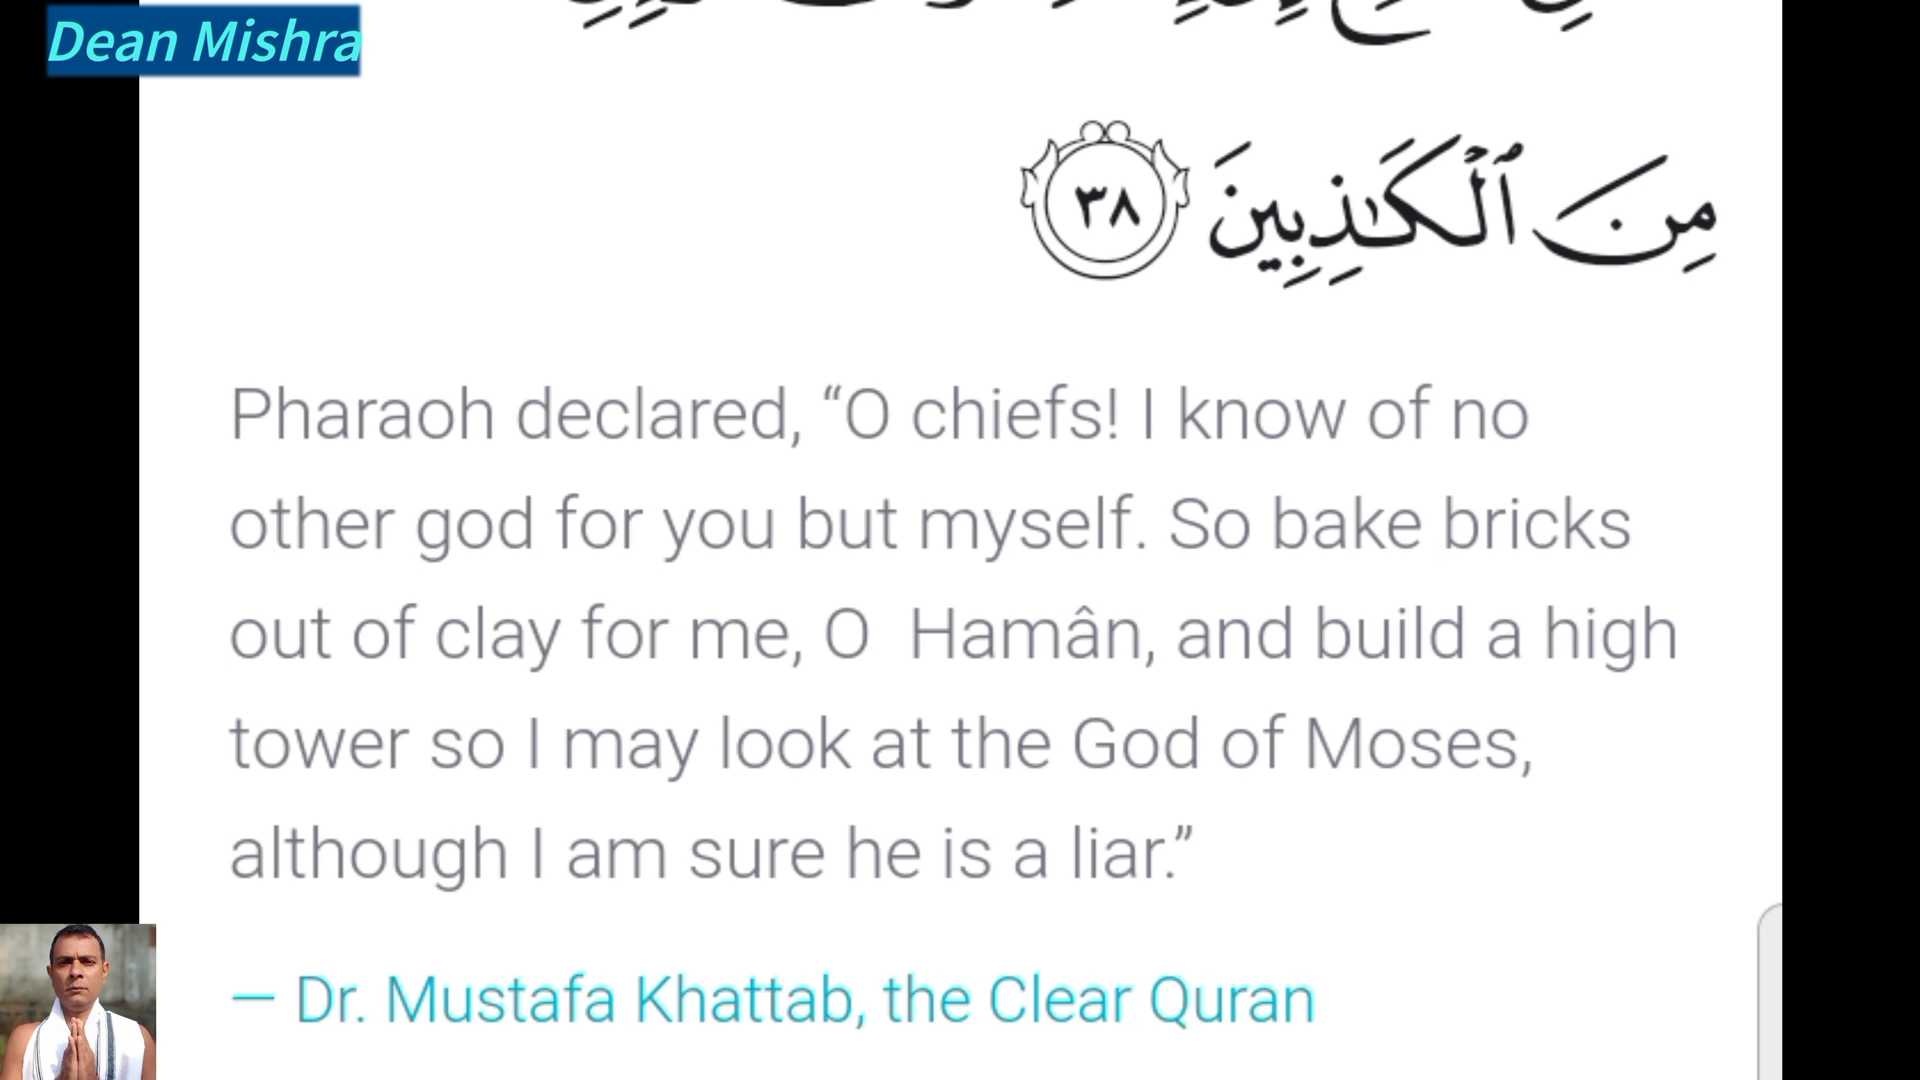 Dean Mishra
مِنَ ٱلْكَـٰذِبِينَ ٣٨
Pharaoh declared, “O chiefs! I know of no
other god for you but myself. So bake bricks
out of clay for me, O Hamân, and build a high
tower so I may look at the God of Moses,
although I am sure he is a liar.”
— Dr. Mustafa Khattab, the Clear Quran